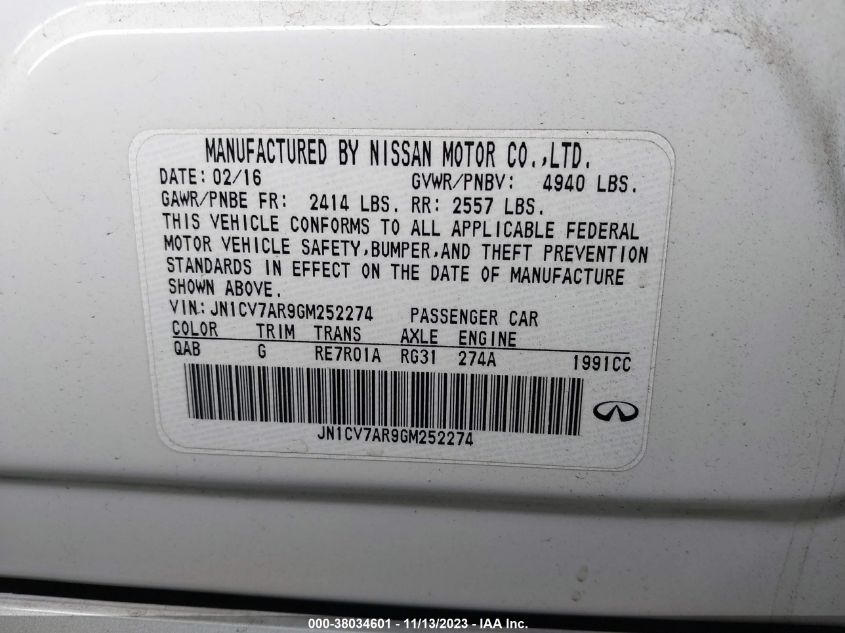 MANUFACTURED BY NISSAN MOTOR CO.,LTD.
DATE: 02/16 GVWR/PNBV: 4940 LBS.
GAWR/PNBE FR: 2414 LBS. RR: 2557 LBS.
THIS VEHICLE CONFORMS TO ALL APPLICABLE FEDERAL
MOTOR VEHICLE SAFETY,BUMPER,AND THEFT PREVENTION
STANDARDS IN EFFECT ON THE DATE OF MANUFACTURE
SHOWN ABOVE.
VIN: JN1CV7AR9GM252274 PASSENGER CAR
COLOR TRIM TRANS AXLE ENGINE
QAB G RE7R01A RG31 274A 1991CC
JN1CV7AR9GM252274
000-38034601 - 11/13/2023 - IAA Inc.